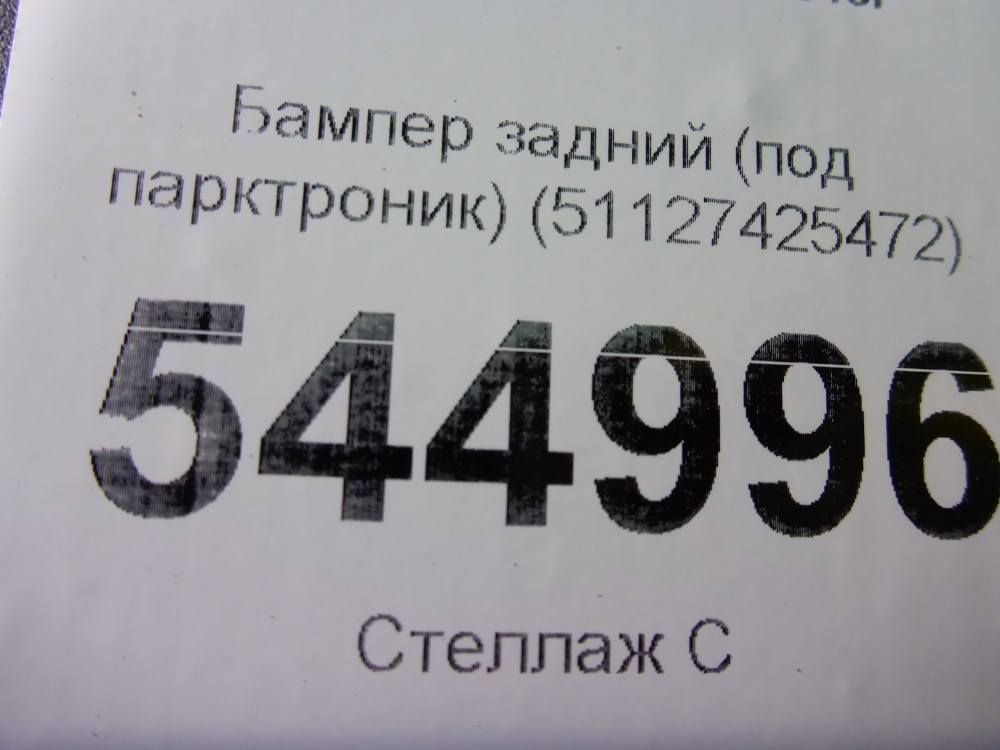 Бампер задний (под
парктроник) (51127425472)
544996
Стеллаж С